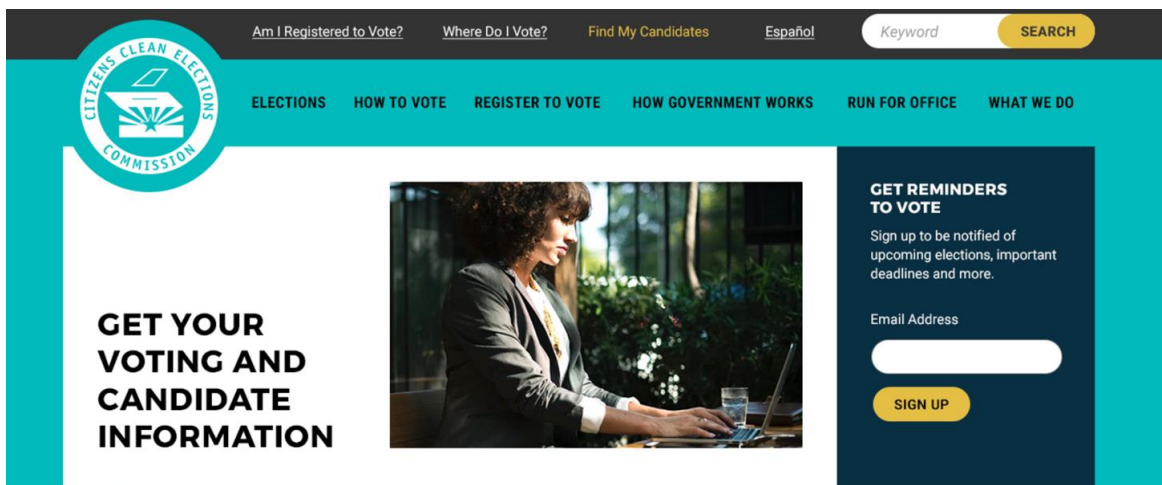 Am I Registered to Vote? Where Do I Vote? Find My Candidates Español Keyword SEARCH
CITIZENS CLEAN ELECTIONS
COMMISSION
ELECTIONS HOW TO VOTE REGISTER TO VOTE HOW GOVERNMENT WORKS RUN FOR OFFICE WHAT WE DO
GET YOUR
VOTING AND
CANDIDATE
INFORMATION
GET REMINDERS
TO VOTE
Sign up to be notified of
upcoming elections, important
deadlines and more.
Email Address
SIGN UP